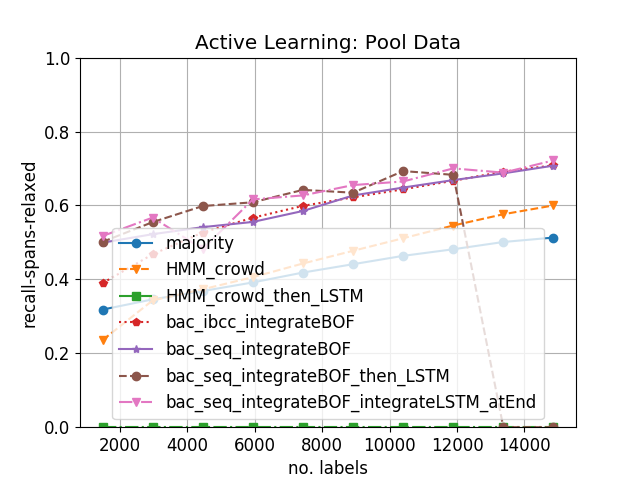 Active Learning: Pool Data
recall-spans-relaxed
1.0
0.8
0.6
0.4
0.2
0.0
majority
HMM_crowd
HMM_crowd_then_LSTM
bac_ibcc_integrateBOF
bac_seq_integrateBOF
bac_seq_integrateBOF_then_LSTM
bac_seq_integrateBOF_integrateLSTM_atEnd
2000 4000 6000 8000 10000 12000 14000
no. labels